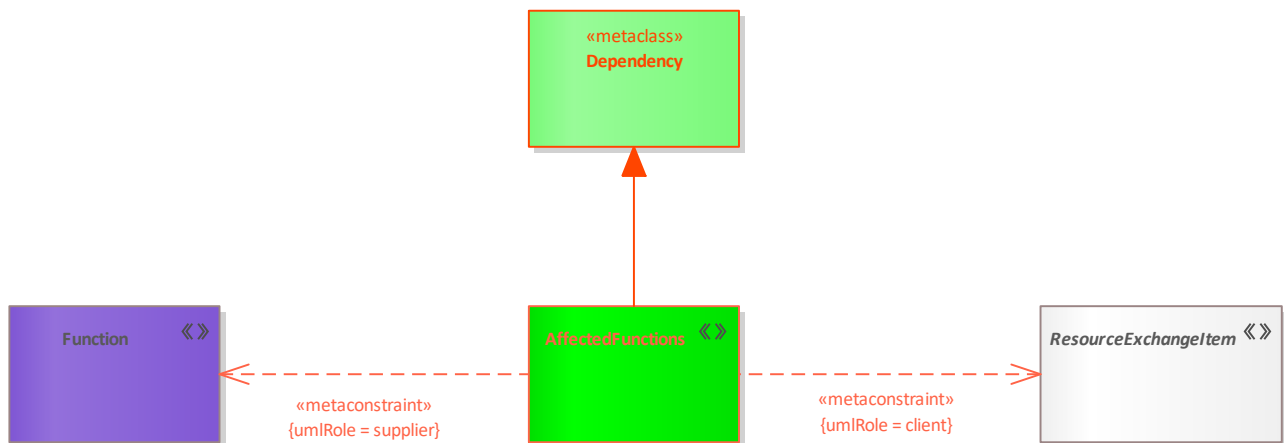 «metaclass»
Dependency
Function «»
AffectedFunctions «»
ResourceExchangeItem «»
«metaconstraint»
{umlRole = supplier}
«metaconstraint»
{umlRole = client}